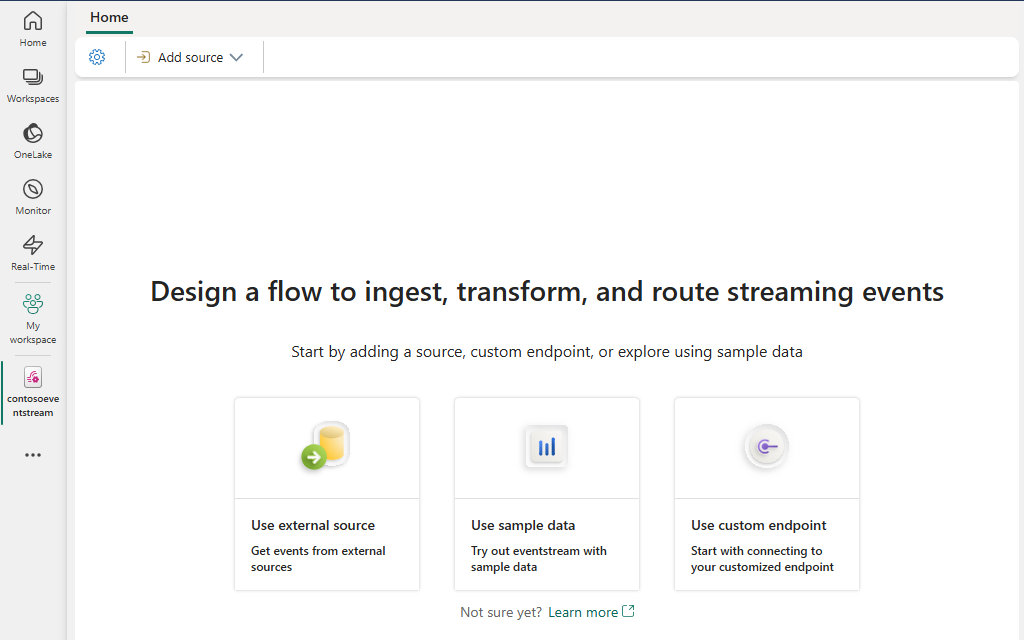 Home
Workspaces
OneLake
Monitor
Real-Time
My
workspace
contosoeve
ntstream
Home
Add source
Design a flow to ingest, transform, and route streaming events
Start by adding a source, custom endpoint, or explore using sample data
Use external source
Get events from external
sources
Use sample data
Try out eventstream with
sample data
Use custom endpoint
Start with connecting to
your customized endpoint
Not sure yet? Learn more